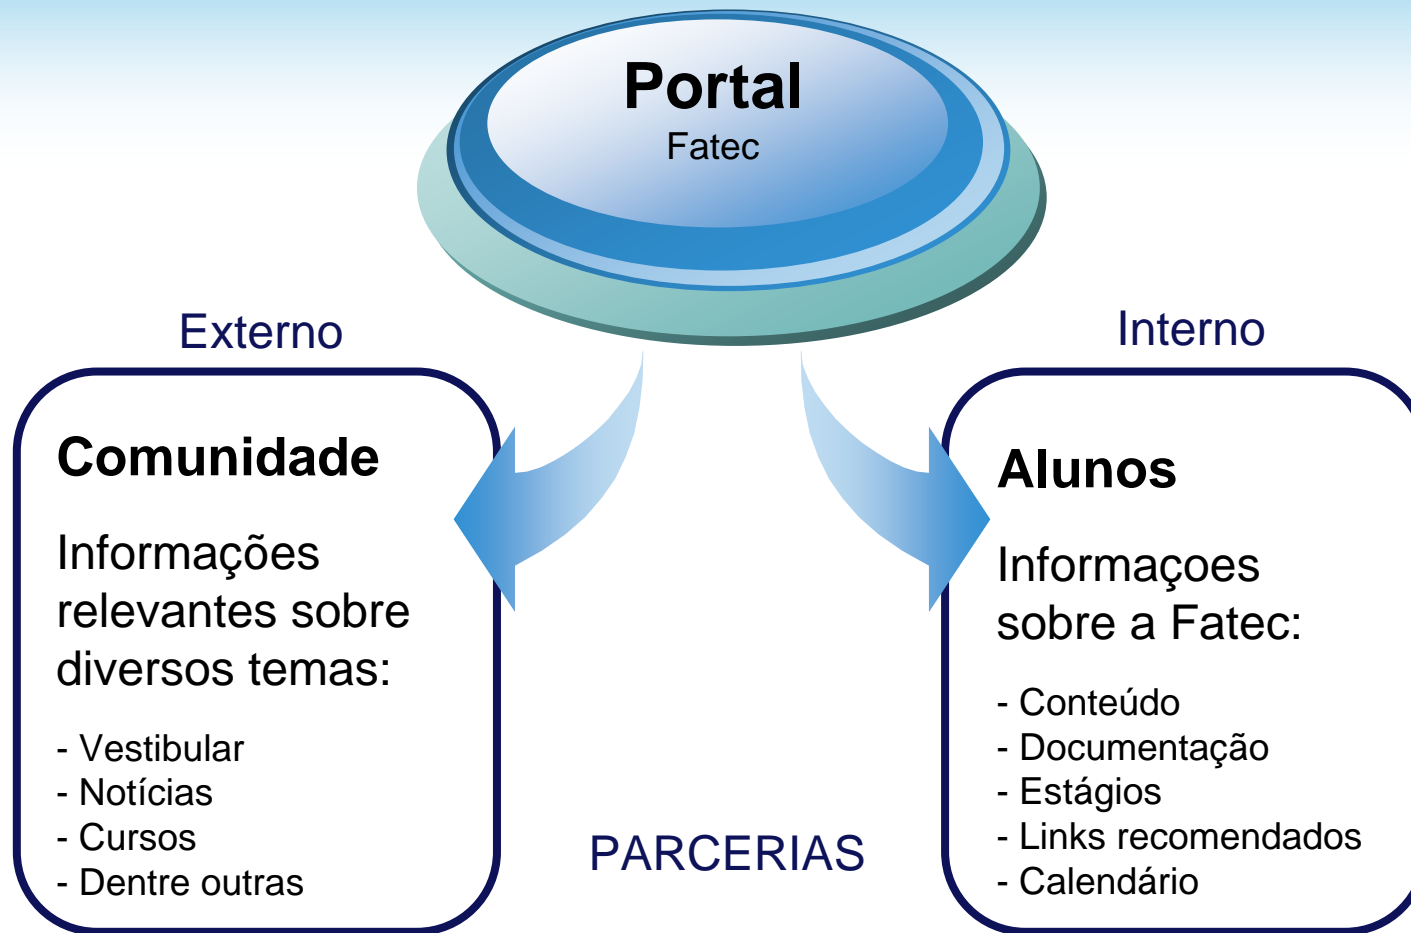 Portal
Fatec
Externo
Comunidade
Informações
relevantes sobre
diversos temas:
- Vestibular
- Notícias
- Cursos
- Dentre outras
PARCERIAS
Interno
Alunos
Informaçoes
sobre a Fatec:
- Conteúdo
- Documentação
- Estágios
- Links recomendados
- Calendário